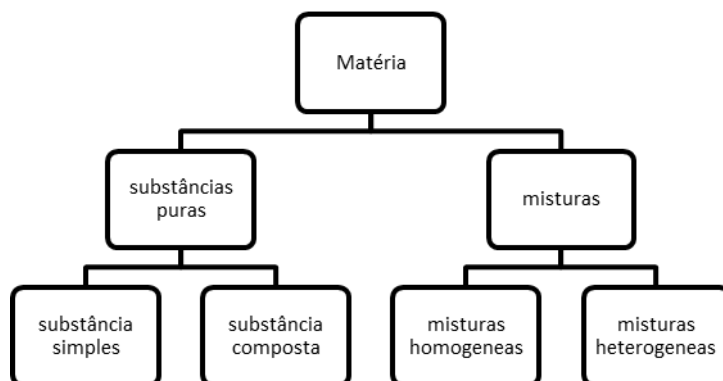 Matéria
substâncias
puras
misturas
substância
simples
substância
composta
misturas
homogeneas
misturas
heterogeneas